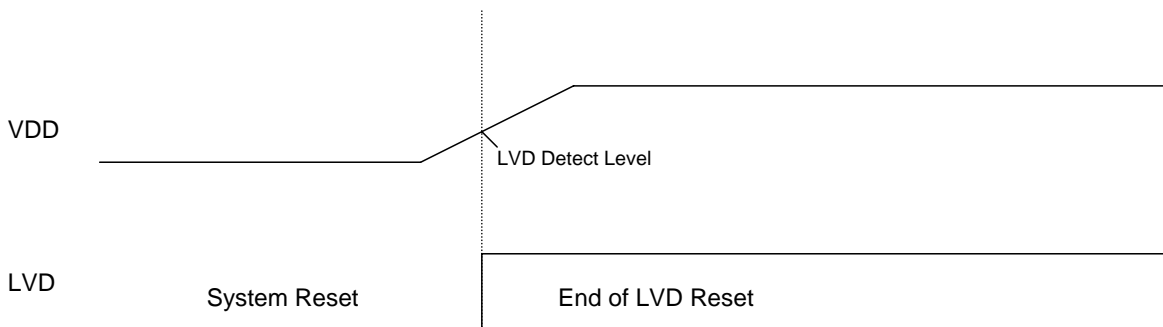 VDD
LVD Detect Level
LVD
System Reset
End of LVD Reset